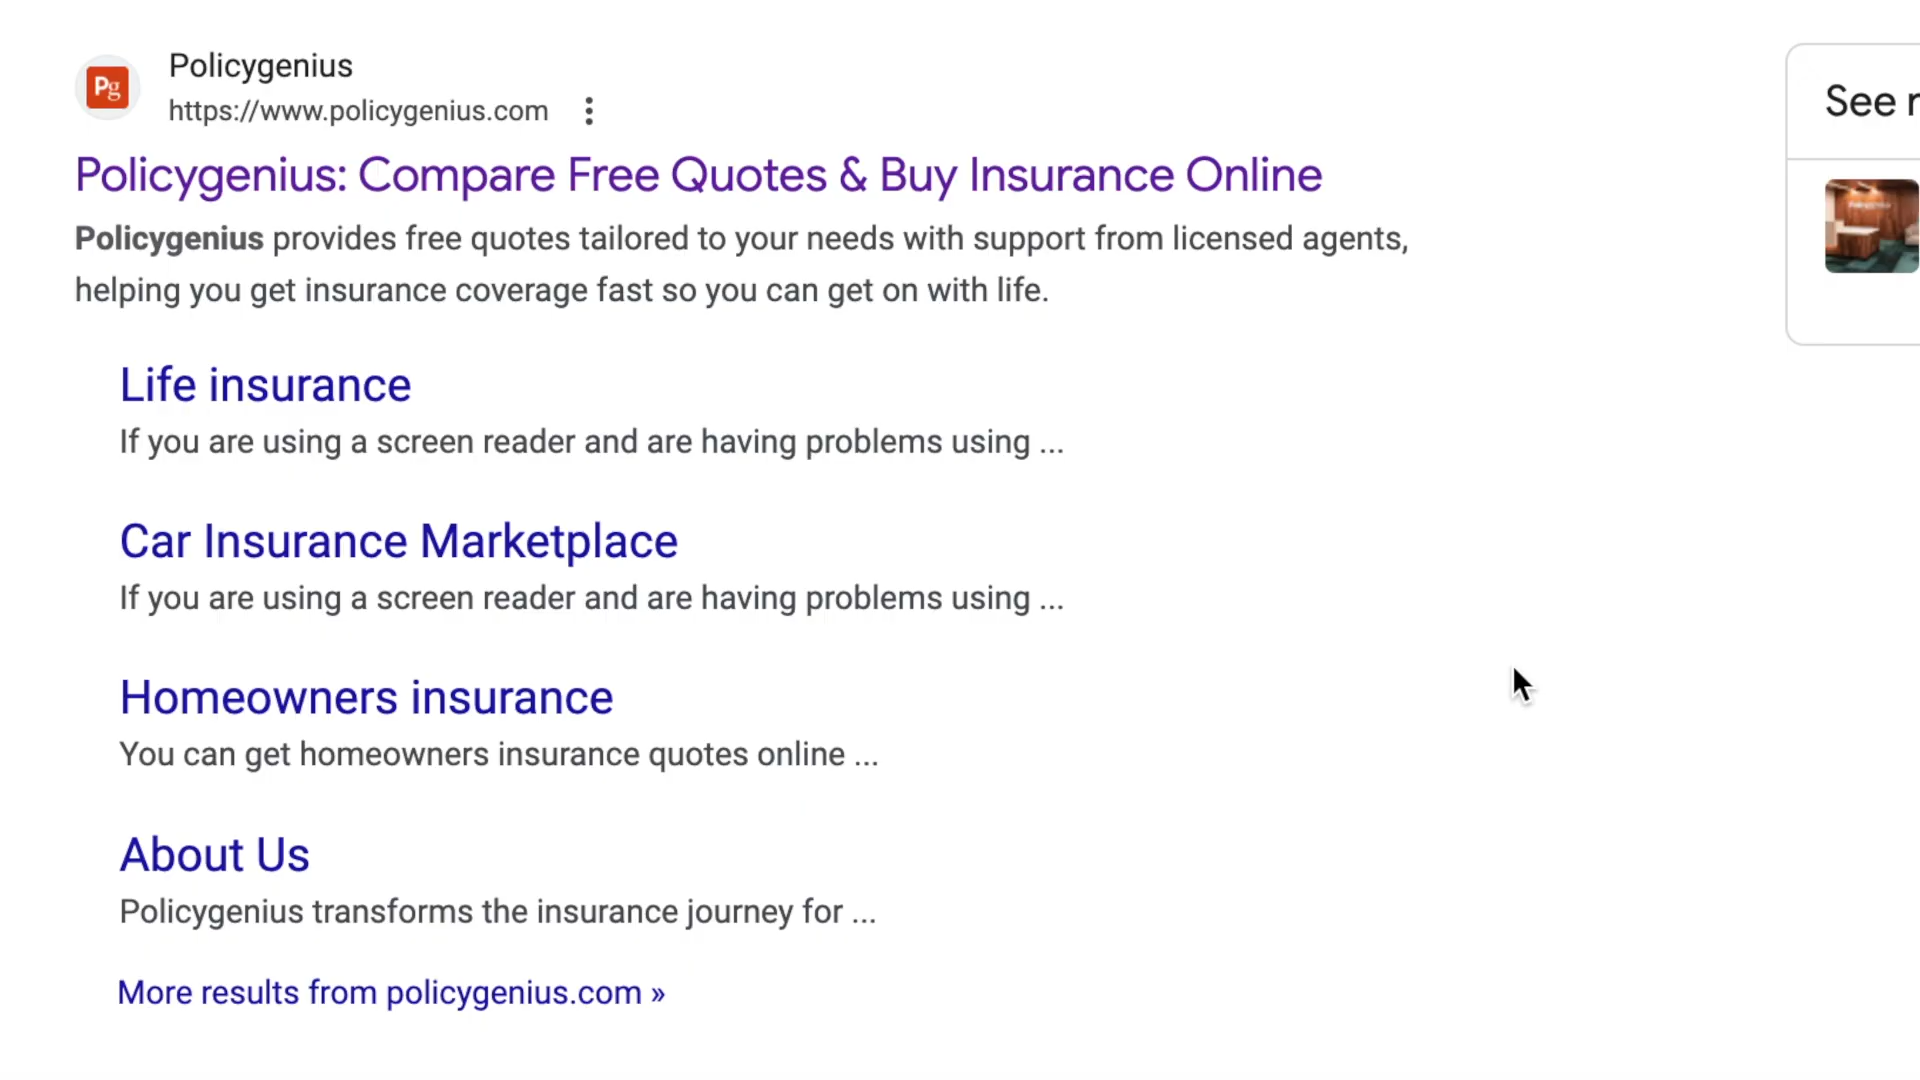 Pg
Policygenius
https://www.policygenius.com
Policygenius: Compare Free Quotes & Buy Insurance Online
Policygenius provides free quotes tailored to your needs with support from licensed agents,
helping you get insurance coverage fast so you can get on with life.
Life insurance
If you are using a screen reader and are having problems using ...
Car Insurance Marketplace
If you are using a screen reader and are having problems using ...
Homeowners insurance
You can get homeowners insurance quotes online ...
About Us
Policygenius transforms the insurance journey for ...
More results from policygenius.com »
See